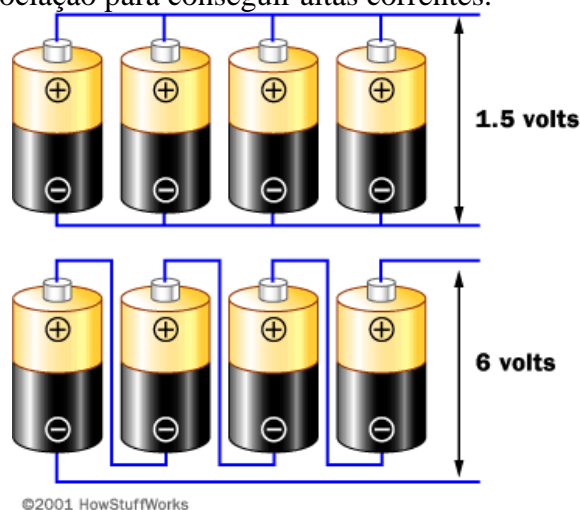 ociação para conseguir altas correntes.
+ + + +
1.5 volts
− − − −
+ + + +
6 volts
− − − −
©2001 HowStuffWorks